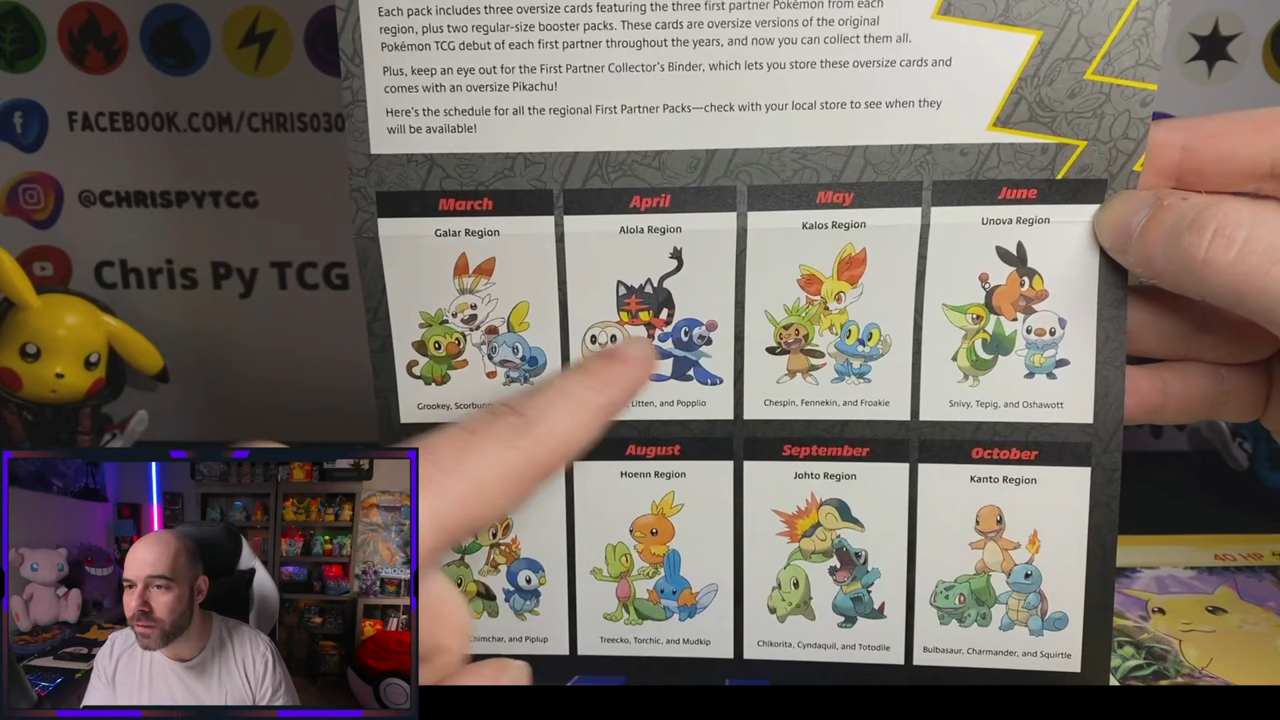 Each pack includes three oversize cards featuring the three first partner Pokémon from each
region, plus two regular-size booster packs. These cards are oversize versions of the original
Pokémon TCG debut of each first partner throughout the years, and now you can collect them all.
Plus, keep an eye out for the First Partner Collector's Binder, which lets you store these oversize cards and
comes with an oversize Pikachu!
Here's the schedule for all the regional First Partner Packs—check with your local store to see when they
will be available!
FACEBOOK.COM/CHRIS030
@CHRISPYTCG
Chris Py TCG
March
April
May
June
Galar Region
Alola Region
Kalos Region
Unova Region
Grookey,
Litten, and Popplio
Chespin, Fennekin, and Froakie
Snivy, Tepig, and Oshawott
August
September
October
Hoenn Region
Johto Region
Kanto Region
Chimchar, and Piplup
Treecko, Torchic, and Mudkip
Chikorita, Cyndaquil, and Totodile
Bulbasaur, Charmander, and Squirtle
40 HP